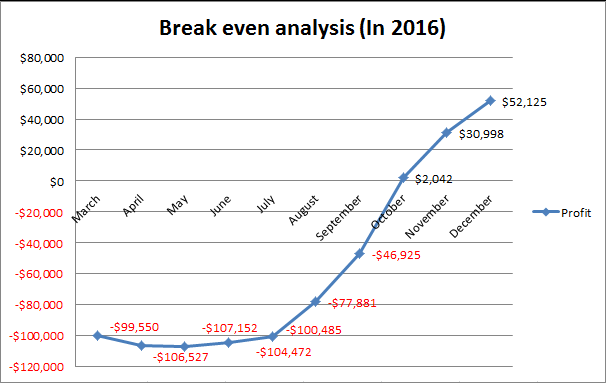 Break even analysis (In 2016)
$80,000
$60,000
$40,000
$20,000
$0
-$20,000
-$40,000
-$60,000
-$80,000
-$100,000
-$120,000
March
April
May
June
July
August
September
October
November
December
-$99,550
-$106,527
-$107,152
-$104,472
-$100,485
-$77,881
-$46,925
$2,042
$30,998
$52,125
Profit